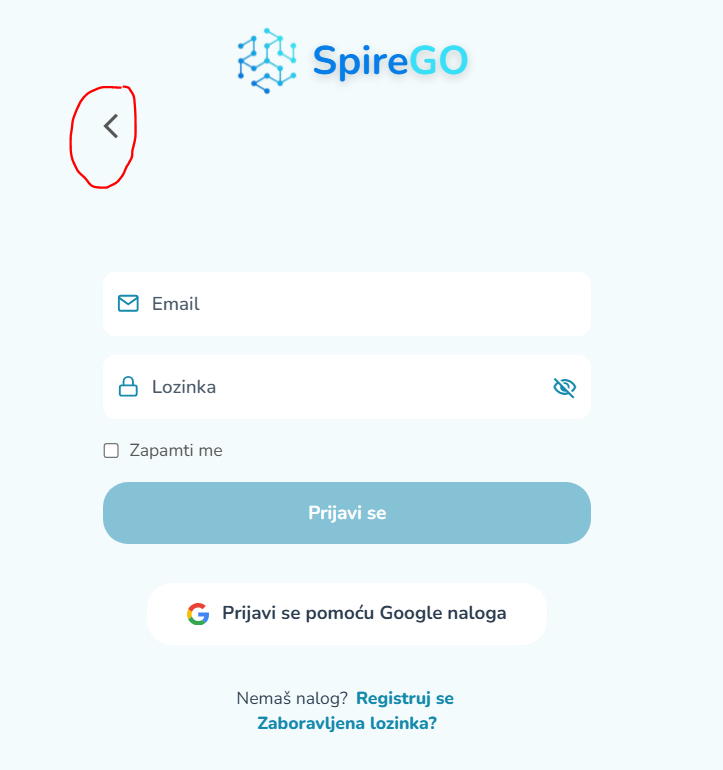 SpireGO
Email
Lozinka
Zapamti me
Prijavi se
Prijavi se pomoću Google naloga
Nemaš nalog? Registruj se
Zaboravljena lozinka?